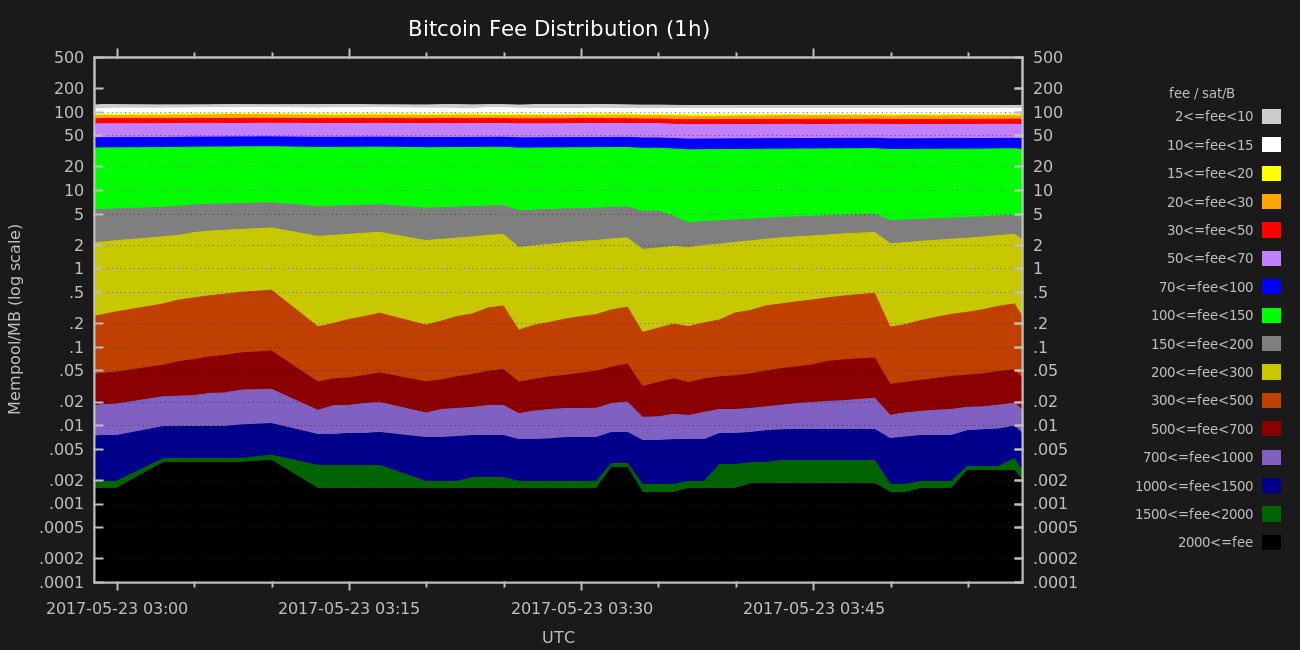 Bitcoin Fee Distribution (1h)
500
200
100
50
20
10
5
2
1
.5
.2
.1
.05
.02
.01
.005
.002
.001
.0005
.0002
.0001
Mempool/MB (log scale)
500
200
100
50
20
10
5
2
1
.5
.2
.1
.05
.02
.01
.005
.002
.001
.0005
.0002
.0001
2017-05-23 03:00 2017-05-23 03:15 2017-05-23 03:30 2017-05-23 03:45
UTC
fee / sat/B
2<=fee<10
10<=fee<15
15<=fee<20
20<=fee<30
30<=fee<50
50<=fee<70
70<=fee<100
100<=fee<150
150<=fee<200
200<=fee<300
300<=fee<500
500<=fee<700
700<=fee<1000
1000<=fee<1500
1500<=fee<2000
2000<=fee